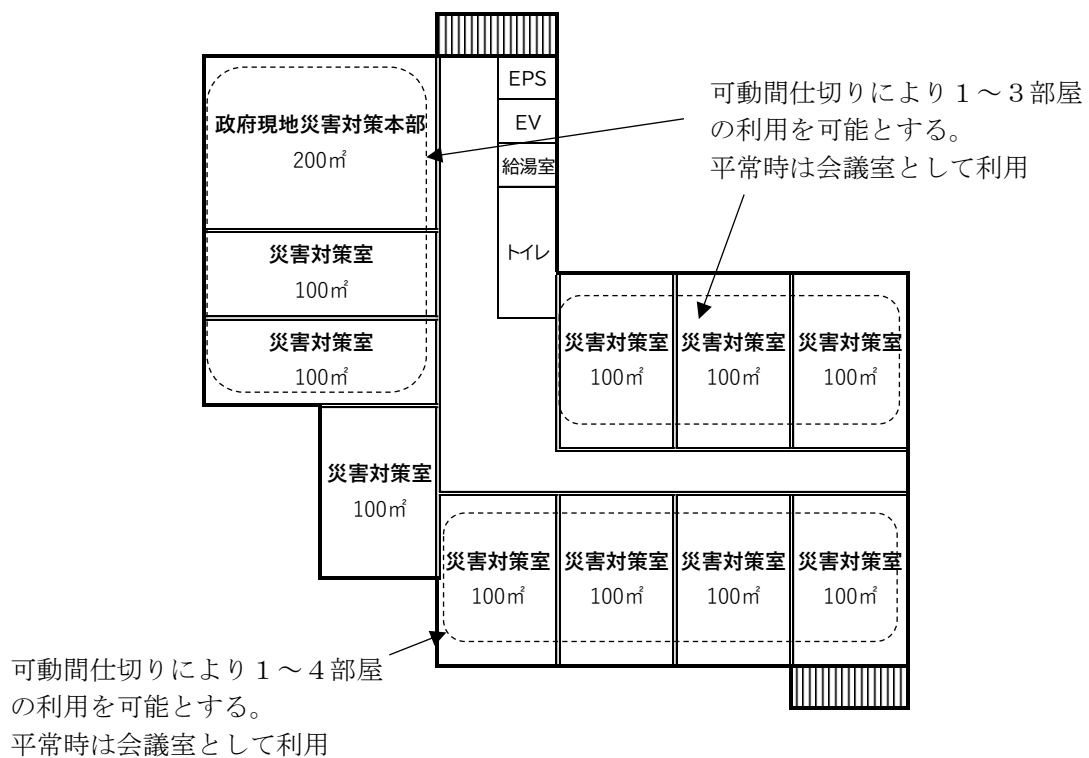 EPS
EV
給湯室
トイレ
政府現地災害対策本部
200㎡
災害対策室
100㎡
災害対策室
100㎡
災害対策室
100㎡
可動間仕切りにより１～３部屋
の利用を可能とする。
平常時は会議室として利用
災害対策室
100㎡
災害対策室
100㎡
災害対策室
100㎡
災害対策室
100㎡
災害対策室
100㎡
災害対策室
100㎡
災害対策室
100㎡
可動間仕切りにより１～４部屋
の利用を可能とする。
平常時は会議室として利用